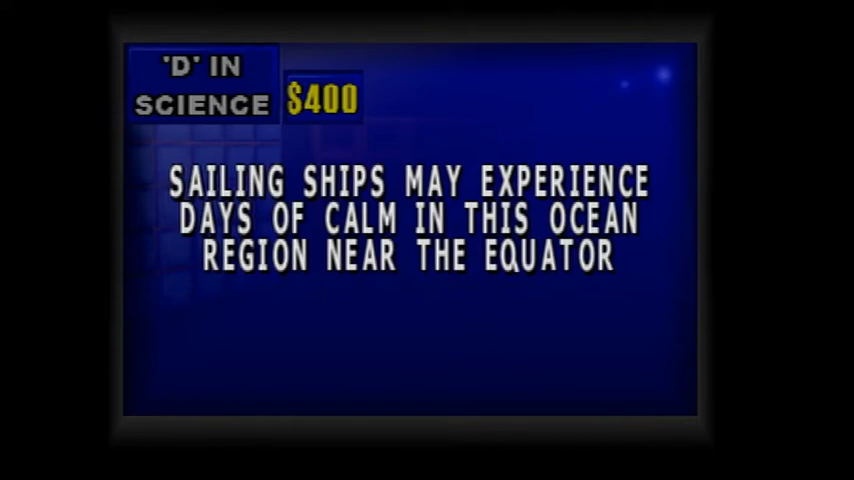 'D' IN
SCIENCE
$400
SAILING SHIPS MAY EXPERIENCE
DAYS OF CALM IN THIS OCEAN
REGION NEAR THE EQUATOR